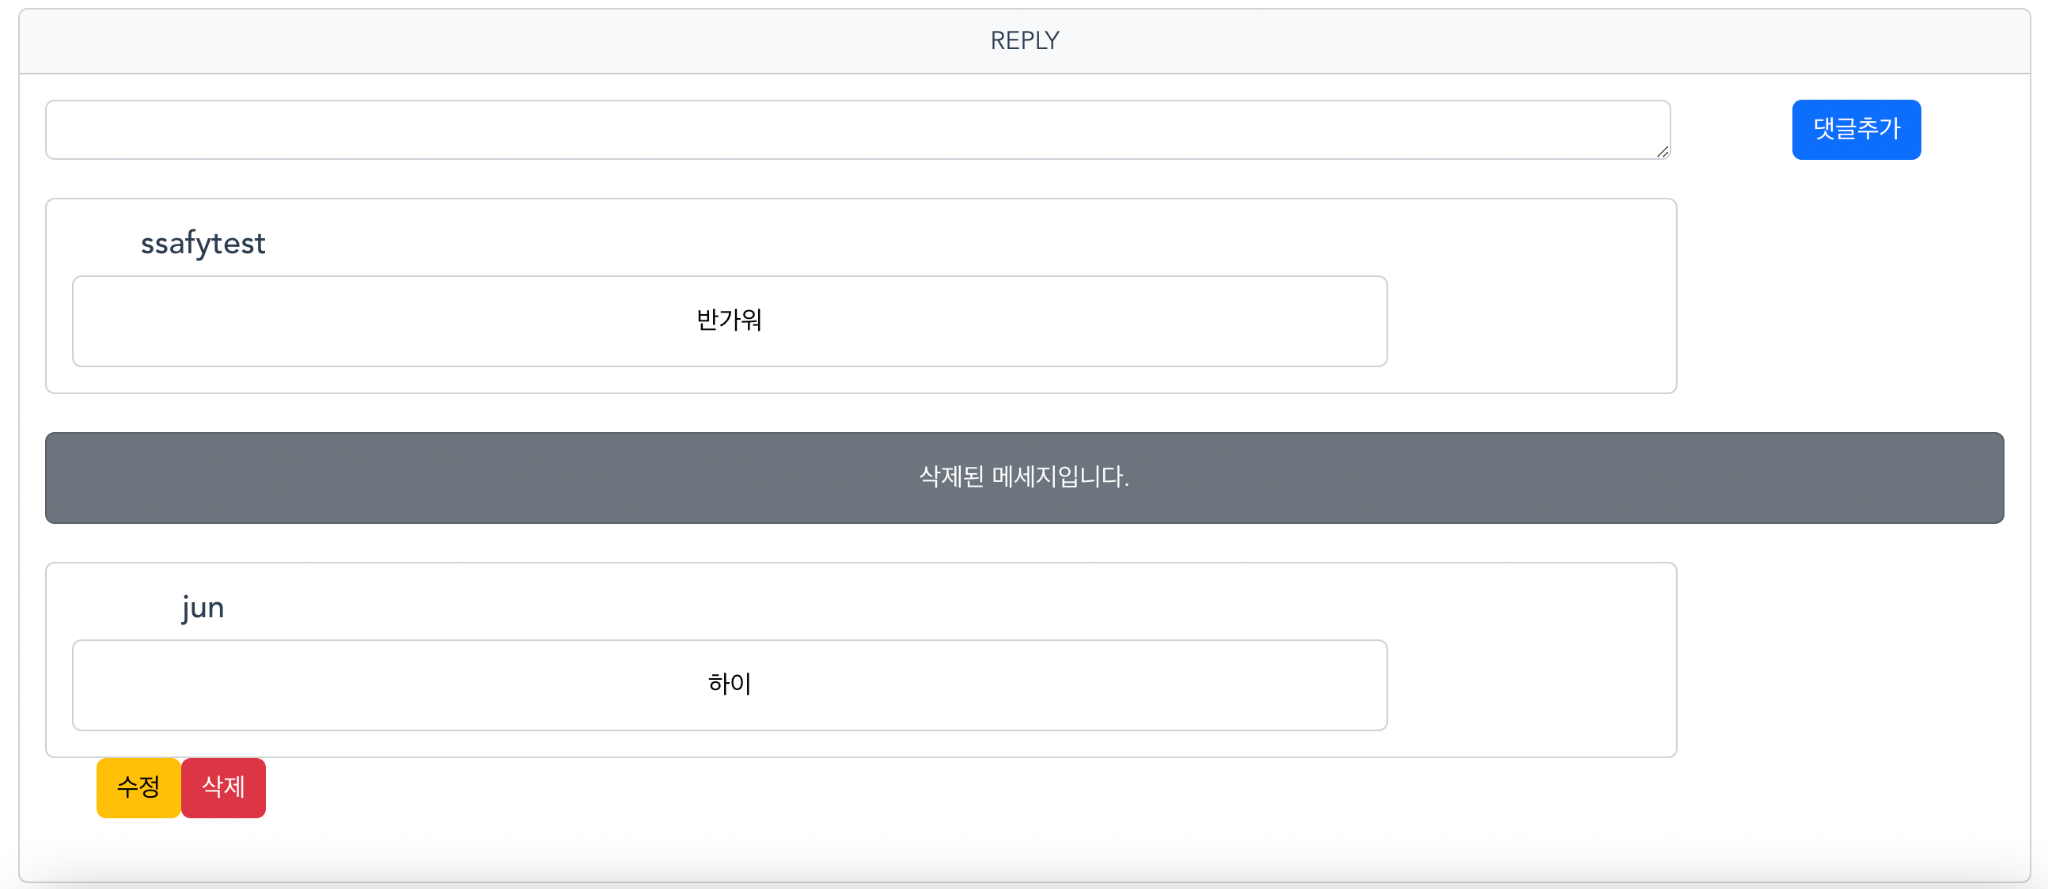 REPLY
댓글추가
ssafytest
반가워
삭제된 메세지입니다.
jun
하이
수정 삭제